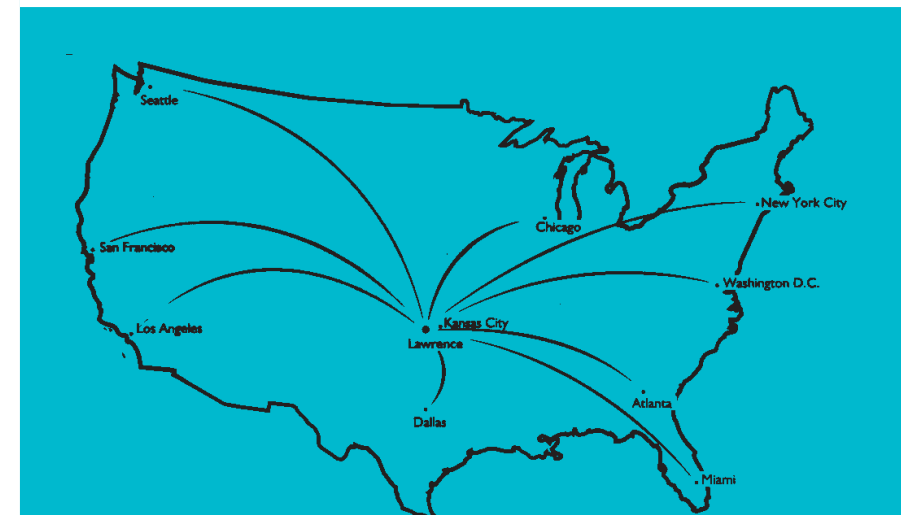 Seattle
New York City
Chicago
San Francisco
Washington D.C.
Kansas City
Los Angeles
Lawrence
Atlanta
Dallas
Miami